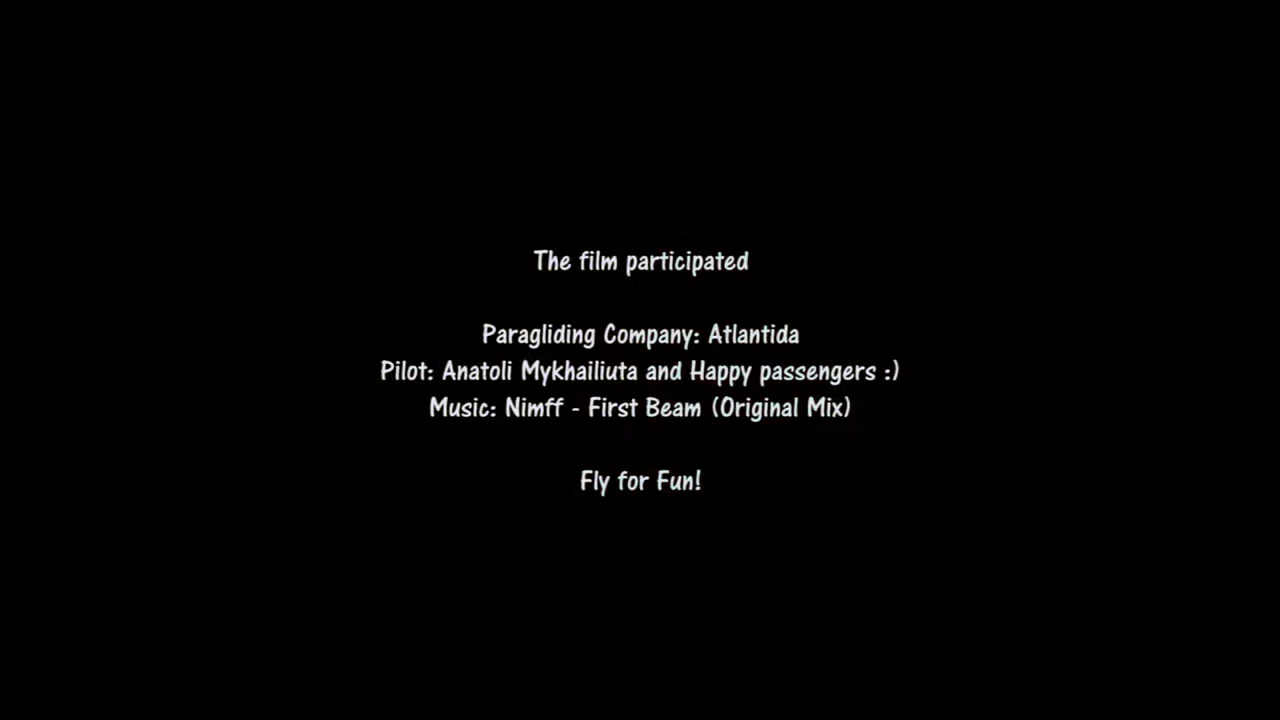 The film participated
Paragliding Company: Atlantida
Pilot: Anatoli Mykhailiuta and Happy passengers :)
Music: Nimff - First Beam (Original Mix)
Fly for Fun!